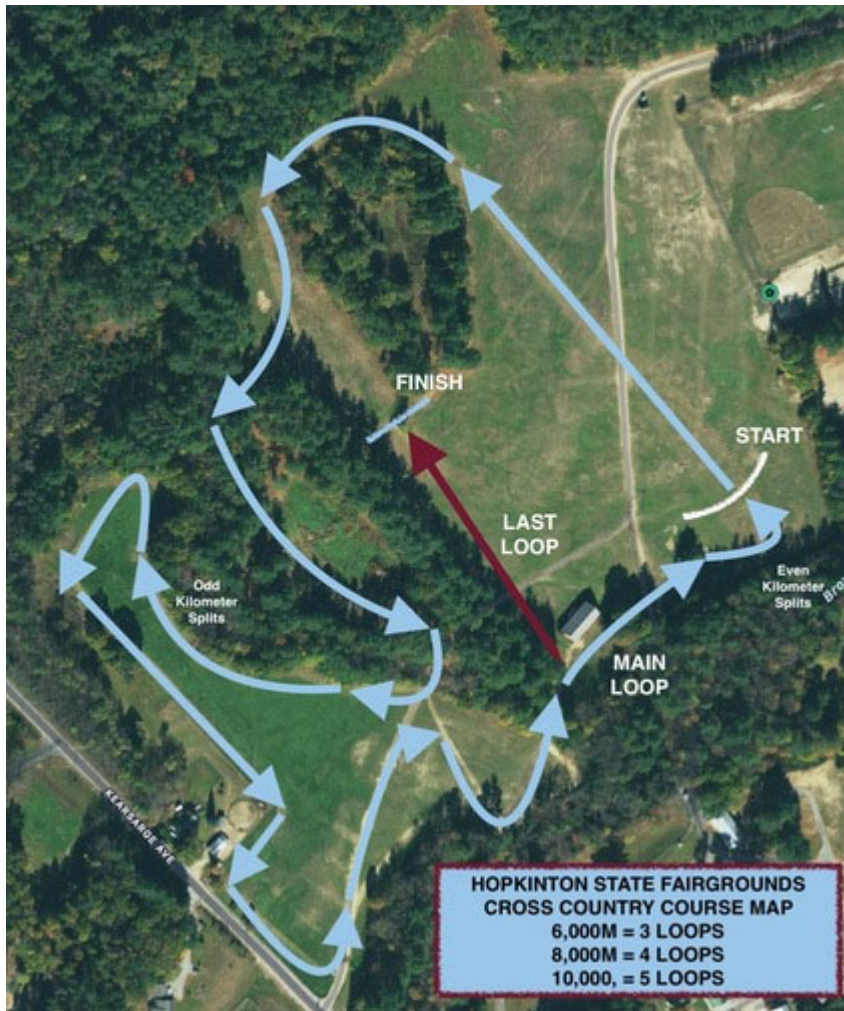 FINISH
START
LAST
LOOP
Odd
Kilometer
Splits
Even
Kilometer
Splits
Bro
MAIN
LOOP
KEARSARGE AVE
HOPKINTON STATE FAIRGROUNDS
CROSS COUNTRY COURSE MAP
6,000M = 3 LOOPS
8,000M = 4 LOOPS
10,000, = 5 LOOPS